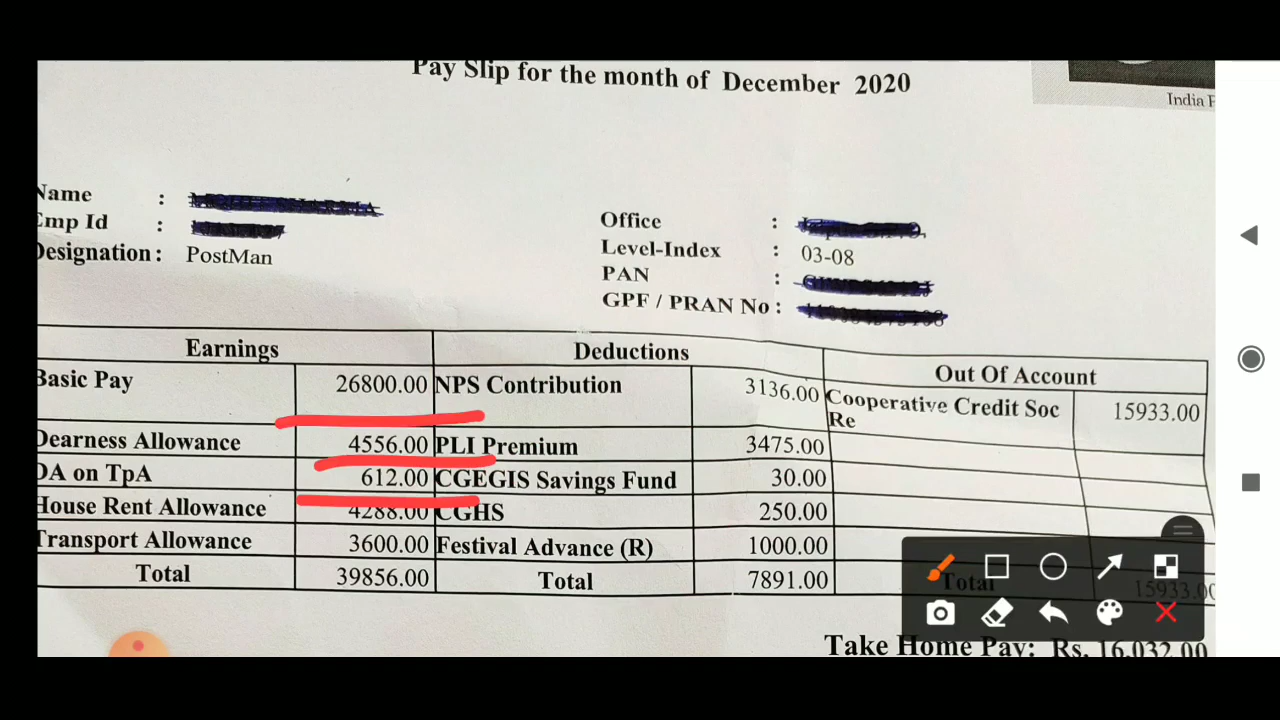 Pay Slip for the month of December 2020
India
Name :
Emp Id :
Designation : PostMan
Office :
Level-Index : 03-08
PAN :
GPF / PRAN No :
Earnings Deductions Out Of Account
Basic Pay 26800.00 NPS Contribution 3136.00 Cooperative Credit Soc Re 15933.00
Dearness Allowance 4556.00 PLI Premium 3475.00
DA on TpA 612.00 CGEGIS Savings Fund 30.00
House Rent Allowance 4288.00 CGHS 250.00
Transport Allowance 3600.00 Festival Advance (R) 1000.00
Total 39856.00 Total 7891.00 Total 15933.00
Take Home Pay: Rs. 16,032.00